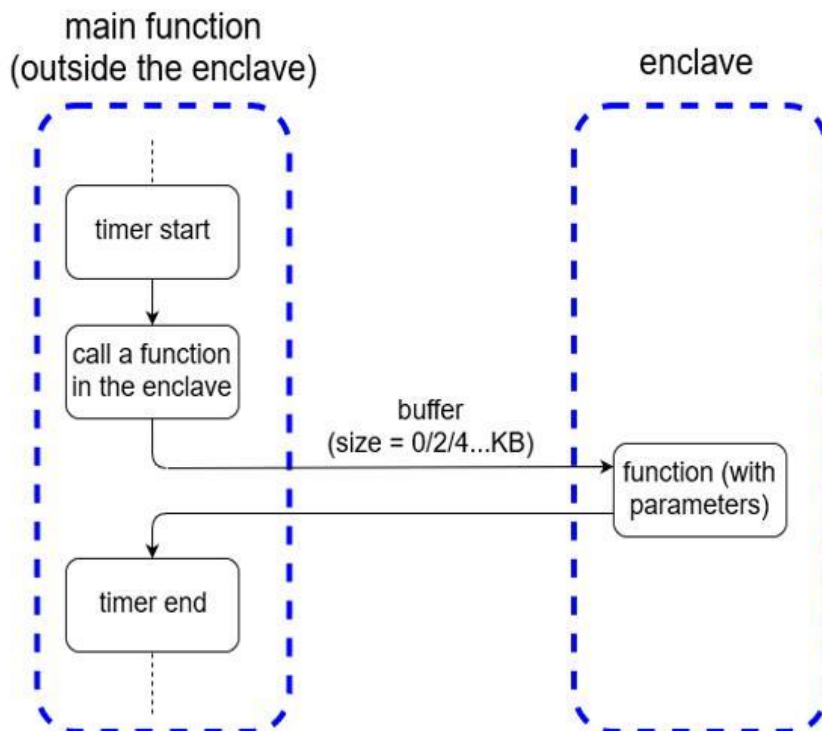 main function
(outside the enclave)
enclave
timer start
call a function
in the enclave
buffer
(size = 0/2/4...KB)
function (with
parameters)
timer end